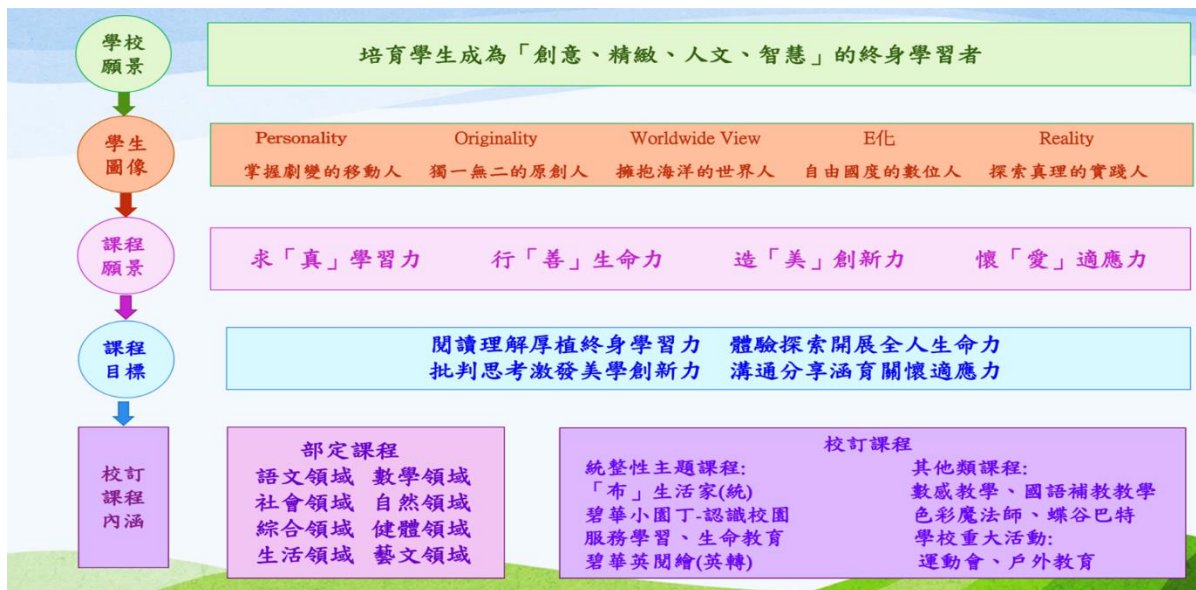 學校
願景
培育學生成為「創意、精緻、人文、智慧」的終身學習者
學生
圖像
Personality Originality Worldwide View E化 Reality
掌握劇變的移動人 獨一無二的原創人 擁抱海洋的世界人 自由國度的數位人 探索真理的實踐人
課程
願景
求「真」學習力 行「善」生命力 造「美」創新力 懷「愛」適應力
課程
目標
閱讀理解厚植終身學習力 體驗探索開展全人生命力
批判思考激發美學創新力 溝通分享涵育關懷適應力
校訂
課程
內涵
部定課程
語文領域 數學領域
社會領域 自然領域
綜合領域 健體領域
生活領域 藝文領域
校訂課程
統整性主題課程:
「布」生活家(統)
碧華小園丁-認識校園
服務學習、生命教育
碧華英閱繪(英轉)
其他類課程:
數感教學、國語補教教學
色彩魔法師、蝶谷巴特
學校重大活動:
運動會、戶外教育